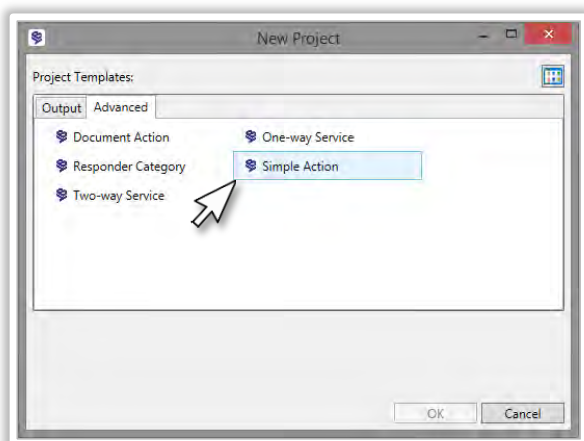 New Project
Project Templates:
Output Advanced
Document Action One-way Service
Responder Category Simple Action
Two-way Service
OK Cancel